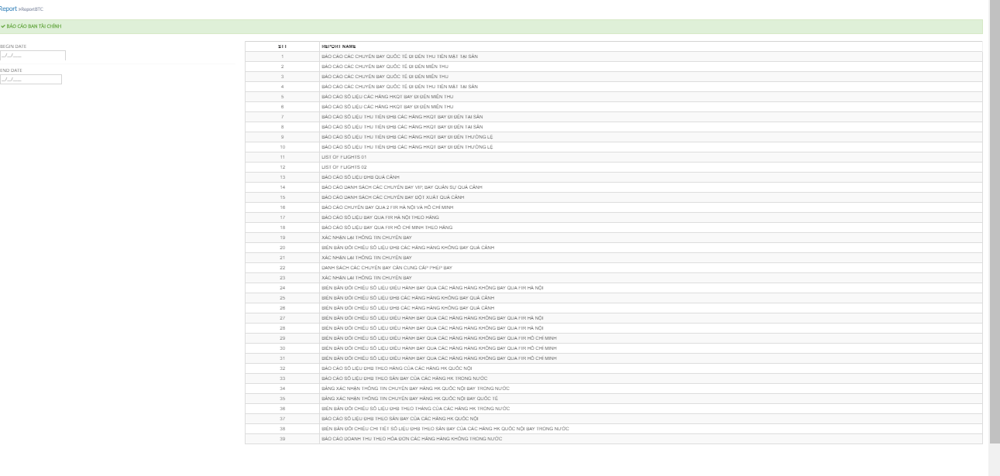 Report »ReportBTC
✔ BÁO CÁO BAN TÀI CHÍNH
BEGIN DATE
_/_/___
END DATE
_/_/___
STT REPORT NAME
1 BÁO CÁO CÁC CHUYẾN BAY QUỐC TẾ ĐI ĐẾN THU TIỀN MẶT TẠI SÂN
2 BÁO CÁO CÁC CHUYẾN BAY QUỐC TẾ ĐI ĐẾN MIỄN THU
3 BÁO CÁO CÁC CHUYẾN BAY QUỐC TẾ ĐI ĐẾN MIỄN THU
4 BÁO CÁO CÁC CHUYẾN BAY QUỐC TẾ ĐI ĐẾN THU TIỀN MẶT TẠI SÂN
5 BÁO CÁO SỐ LIỆU CÁC HÃNG HKQT BAY ĐI ĐẾN MIỄN THU
6 BÁO CÁO SỐ LIỆU CÁC HÃNG HKQT BAY ĐI ĐẾN MIỄN THU
7 BÁO CÁO SỐ LIỆU THU TIỀN ĐHB CÁC HÃNG HKQT BAY ĐI ĐẾN TẠI SÂN
8 BÁO CÁO SỐ LIỆU THU TIỀN ĐHB CÁC HÃNG HKQT BAY ĐI ĐẾN TẠI SÂN
9 BÁO CÁO SỐ LIỆU THU TIỀN ĐHB CÁC HÃNG HKQT BAY ĐI ĐẾN THƯỜNG LỆ
10 BÁO CÁO SỐ LIỆU THU TIỀN ĐHB CÁC HÃNG HKQT BAY ĐI ĐẾN THƯỜNG LỆ
11 LIST OF FLIGHTS 01
12 LIST OF FLIGHTS 02
13 BÁO CÁO SỐ LIỆU ĐHB QUÁ CẢNH
14 BÁO CÁO DANH SÁCH CÁC CHUYẾN BAY VIP, BAY QUÂN SỰ QUÁ CẢNH
15 BÁO CÁO DANH SÁCH CÁC CHUYẾN BAY ĐỘT XUẤT QUÁ CẢNH
16 BÁO CÁO CHUYẾN BAY QUA 2 FIR HÀ NỘI VÀ HỒ CHÍ MINH
17 BÁO CÁO SỐ LIỆU BAY QUA FIR HÀ NỘI THEO HÃNG
18 BÁO CÁO SỐ LIỆU BAY QUA FIR HỒ CHÍ MINH THEO HÃNG
19 XÁC NHẬN LẠI THÔNG TIN CHUYẾN BAY
20 BIÊN BẢN ĐỐI CHIẾU SỐ LIỆU ĐHB CÁC HÃNG HÀNG KHÔNG BAY QUÁ CẢNH
21 XÁC NHẬN LẠI THÔNG TIN CHUYẾN BAY
22 DANH SÁCH CÁC CHUYẾN BAY CẦN CUNG CẤP PHÉP BAY
23 XÁC NHẬN LẠI THÔNG TIN CHUYẾN BAY
24 BIÊN BẢN ĐỐI CHIẾU SỐ LIỆU ĐIỀU HÀNH BAY QUA CÁC HÃNG HÀNG KHÔNG BAY QUA FIR HÀ NỘI
25 BIÊN BẢN ĐỐI CHIẾU SỐ LIỆU ĐHB CÁC HÃNG HÀNG KHÔNG BAY QUÁ CẢNH
26 BIÊN BẢN ĐỐI CHIẾU SỐ LIỆU ĐHB CÁC HÃNG HÀNG KHÔNG BAY QUÁ CẢNH
27 BIÊN BẢN ĐỐI CHIẾU SỐ LIỆU ĐIỀU HÀNH BAY QUA CÁC HÃNG HÀNG KHÔNG BAY QUA FIR HÀ NỘI
28 BIÊN BẢN ĐỐI CHIẾU SỐ LIỆU ĐIỀU HÀNH BAY QUA CÁC HÃNG HÀNG KHÔNG BAY QUA FIR HÀ NỘI
29 BIÊN BẢN ĐỐI CHIẾU SỐ LIỆU ĐIỀU HÀNH BAY QUA CÁC HÃNG HÀNG KHÔNG BAY QUA FIR HỒ CHÍ MINH
30 BIÊN BẢN ĐỐI CHIẾU SỐ LIỆU ĐIỀU HÀNH BAY QUA CÁC HÃNG HÀNG KHÔNG BAY QUA FIR HỒ CHÍ MINH
31 BIÊN BẢN ĐỐI CHIẾU SỐ LIỆU ĐIỀU HÀNH BAY QUA CÁC HÃNG HÀNG KHÔNG BAY QUA FIR HỒ CHÍ MINH
32 BÁO CÁO SỐ LIỆU ĐHB THEO HÃNG CỦA CÁC HÃNG HK QUỐC NỘI
33 BÁO CÁO SỐ LIỆU ĐHB THEO SÂN BAY CỦA CÁC HÃNG HK TRONG NƯỚC
34 BẢNG XÁC NHẬN THÔNG TIN CHUYẾN BAY HÃNG HK QUỐC NỘI BAY TRONG NƯỚC
35 BẢNG XÁC NHẬN THÔNG TIN CHUYẾN BAY HÃNG HK QUỐC NỘI BAY QUỐC TẾ
36 BIÊN BẢN ĐỐI CHIẾU SỐ LIỆU ĐHB THEO THÁNG CỦA CÁC HÃNG HK TRONG NƯỚC
37 BÁO CÁO SỐ LIỆU ĐHB THEO SÂN BAY CỦA CÁC HÃNG HK QUỐC NỘI
38 BIÊN BẢN ĐỐI CHIẾU CHI TIẾT SỐ LIỆU ĐHB THEO SÂN BAY CỦA CÁC HÃNG HK QUỐC NỘI BAY TRONG NƯỚC
39 BÁO CÁO DOANH THU THEO HÓA ĐƠN CÁC HÃNG HÀNG KHÔNG TRONG NƯỚC